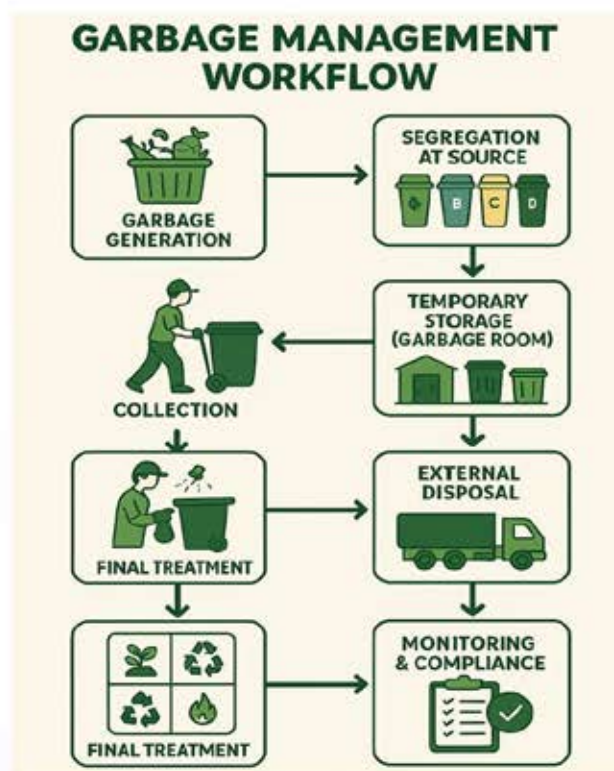 GARBAGE MANAGEMENT
WORKFLOW
GARBAGE
GENERATION
SEGREGATION
AT SOURCE
B
C
D
TEMPORARY
STORAGE
(GARBAGE ROOM)
COLLECTION
FINAL TREATMENT
EXTERNAL
DISPOSAL
FINAL TREATMENT
MONITORING
& COMPLIANCE